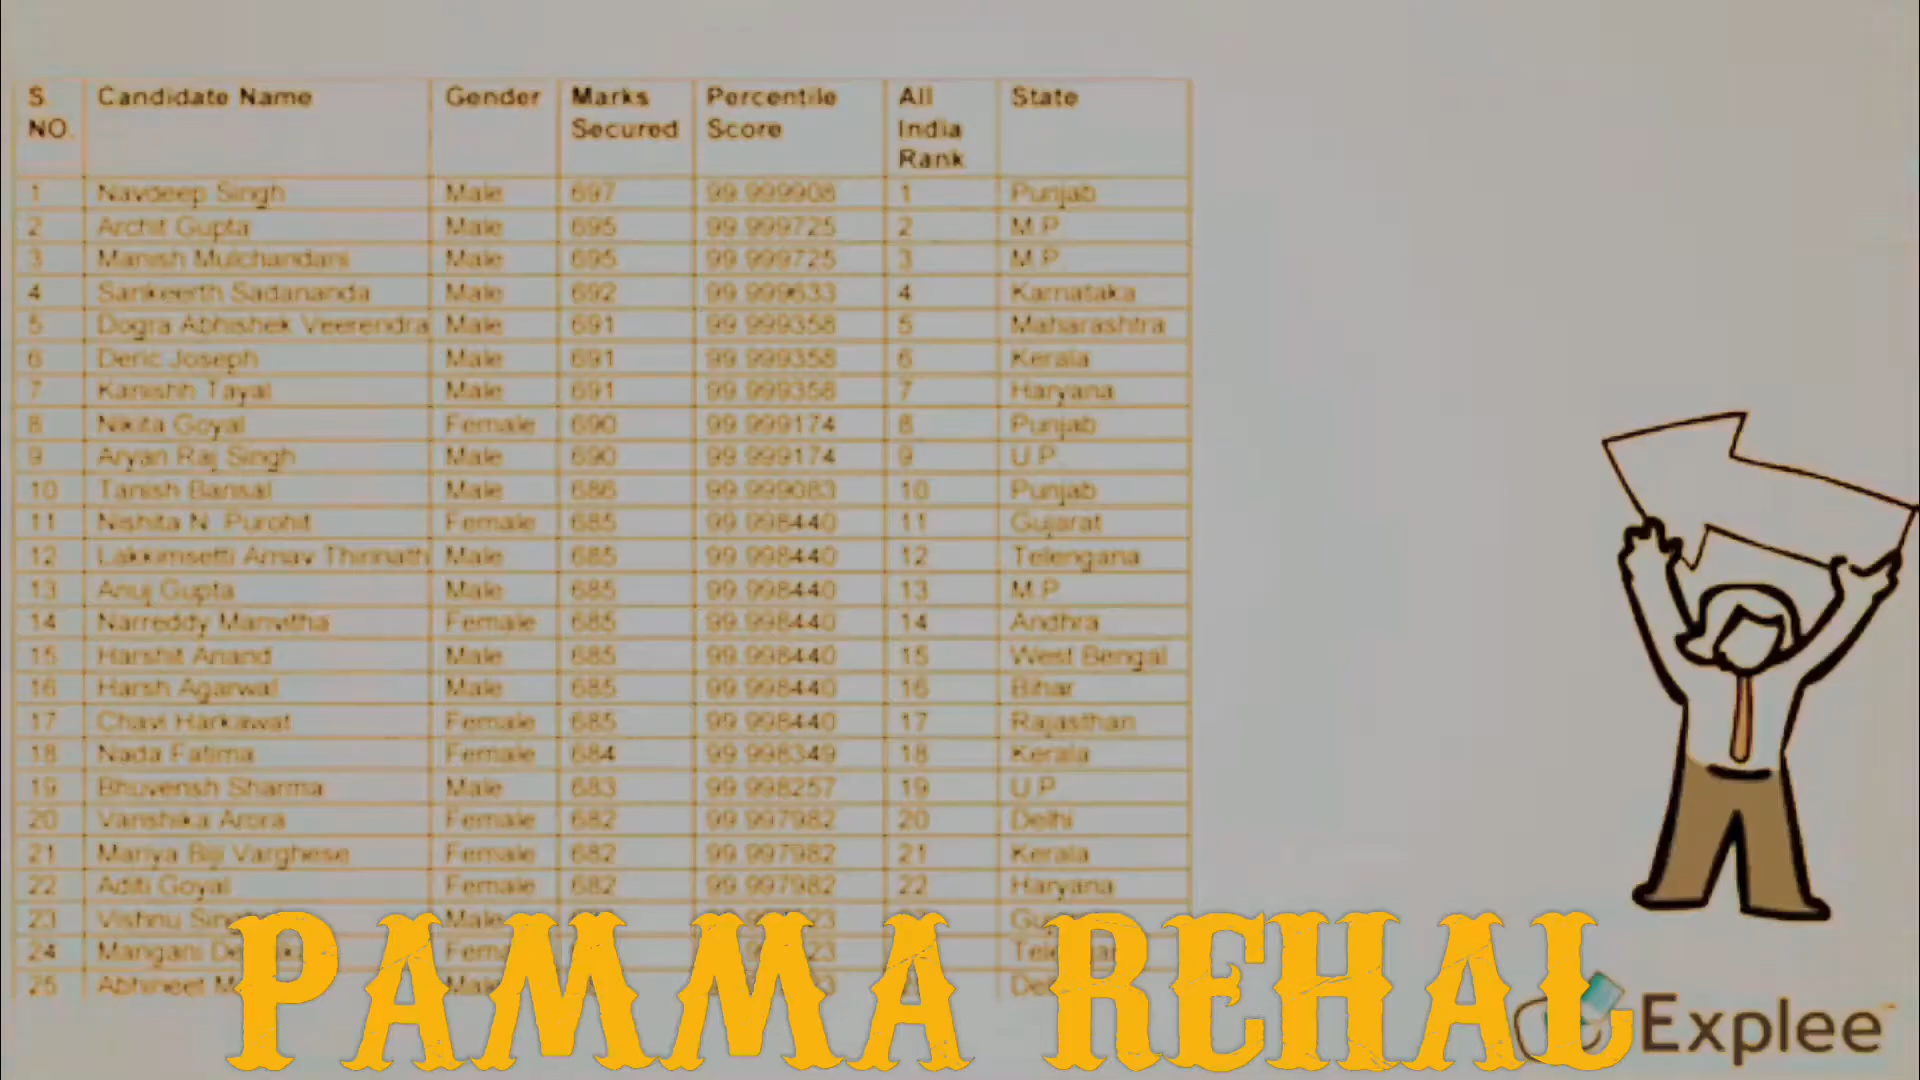 S. NO. Candidate Name Gender Marks Secured Percentile Score All India Rank State
1 Navdeep Singh Male 697 99.999908 1 Punjab
2 Archit Gupta Male 695 99.999725 2 M.P
3 Manish Mulchandani Male 695 99.999725 3 M.P.
4 Sankeerth Sadananda Male 692 99.999633 4 Karnataka
5 Dogra Abhishek Veerendra Male 691 99.999358 5 Maharashtra
6 Deric Joseph Male 691 99.999358 6 Kerala
7 Kanishh Tayal Male 691 99.999358 7 Haryana
8 Nikita Goyal Female 690 99.999174 8 Punjab
9 Aryan Raj Singh Male 690 99.999174 9 U.P.
10 Tanish Bansal Male 686 99.999083 10 Punjab
11 Nishita N. Purohit Female 685 99.998440 11 Gujarat
12 Lakkimsetti Arnav Thirinath Male 685 99.998440 12 Telengana
13 Anuj Gupta Male 685 99.998440 13 M.P
14 Narreddy Manvitha Female 685 99.998440 14 Andhra
15 Harshit Anand Male 685 99.998440 15 West Bengal
16 Harsh Agarwal Male 685 99.998440 16 Bihar
17 Chavi Harkawat Female 685 99.998440 17 Rajasthan
18 Nada Fatima Female 684 99.998349 18 Kerala
19 Bhuvensh Sharma Male 683 99.998257 19 U.P
20 Vanshika Arora Female 682 99.997982 20 Delhi
21 Mariya Biji Varghese Female 682 99.997982 21 Kerala
22 Aditi Goyal Female 682 99.997982 22 Haryana
23 Vishnu Male
24 Mangani
25 Abhineet Male
PAMMA REHAL
Explee